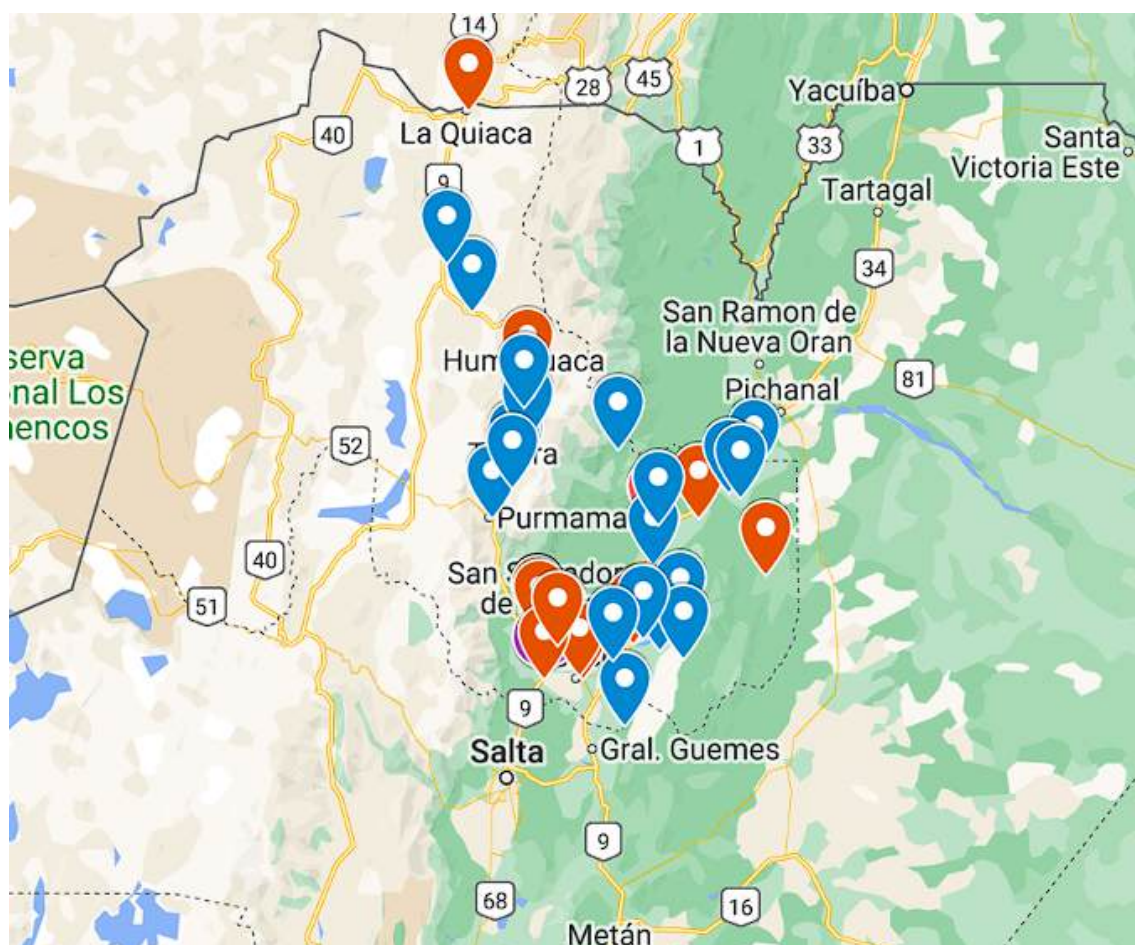 14
28
45
Yacuíba
40
La Quiaca
1
33
Santa
Victoria Este
9
Tartagal
34
San Ramon de
la Nueva Oran
serva
nal Los
encos
Pichanal
81
52
Purmama
40
San
de
51
9
Salta
Gral. Guemes
9
68
16
Metán